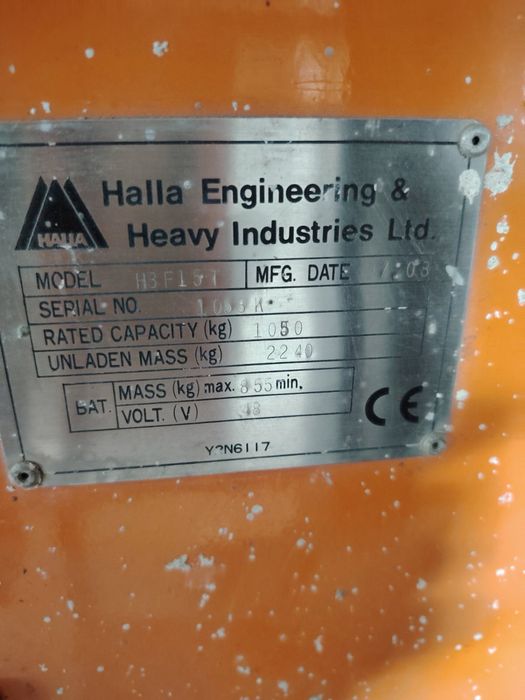 HALLA
Halla Engineering &
Heavy Industries Ltd.
MODEL HBF15T MFG. DATE
SERIAL NO.
RATED CAPACITY (kg) 1050
UNLADEN MASS (kg) 2240
BAT. MASS (kg) max. 855 min.
VOLT. (V) 48
CE